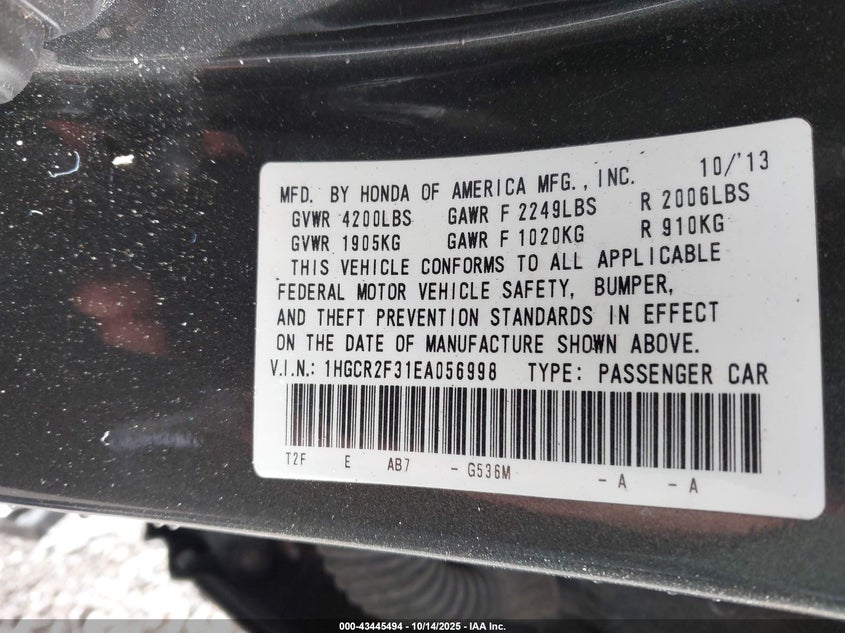 MFD. BY HONDA OF AMERICA MFG., INC. 10/'13
GVWR 4200LBS GAWR F 2249LBS R 2006LBS
GVWR 1905KG GAWR F 1020KG R 910KG
THIS VEHICLE CONFORMS TO ALL APPLICABLE
FEDERAL MOTOR VEHICLE SAFETY, BUMPER,
AND THEFT PREVENTION STANDARDS IN EFFECT
ON THE DATE OF MANUFACTURE SHOWN ABOVE.
V.I.N.: 1HGCR2F31EA056998 TYPE: PASSENGER CAR
T2F E AB7 - G536M - A - A
000-43445494 - 10/14/2025 - IAA Inc.